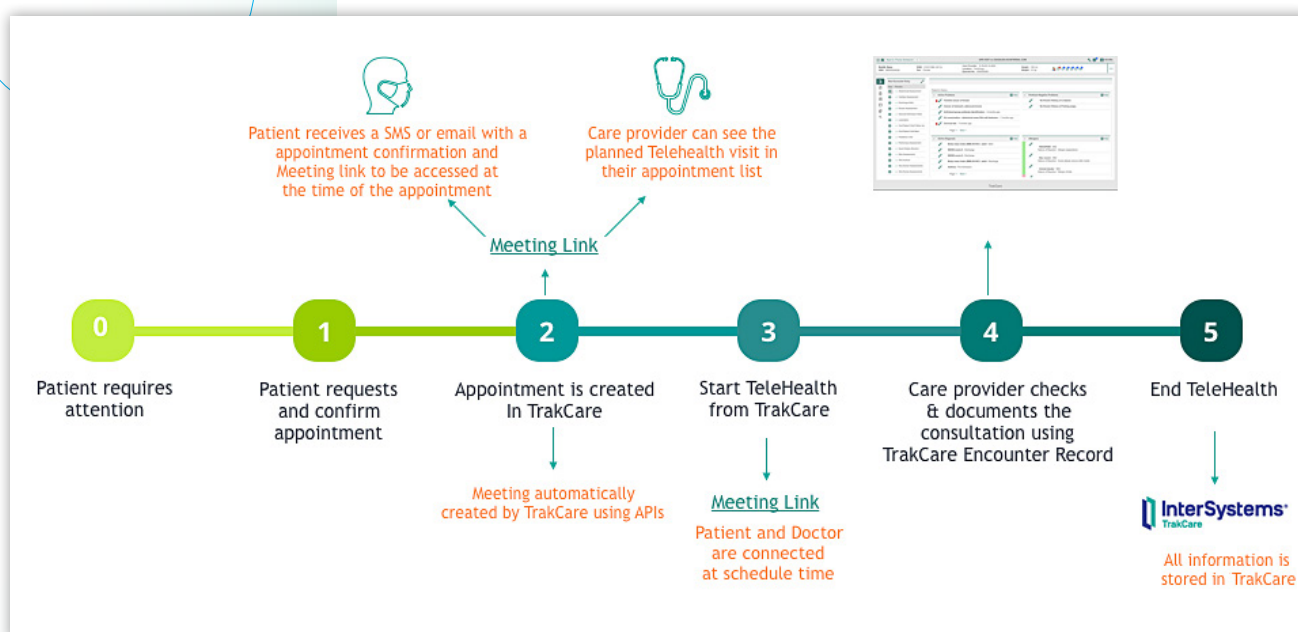 Patient receives a SMS or email with a
appointment confirmation and
Meeting link to be accessed at
the time of the appointment
Care provider can see the
planned Telehealth visit in
their appointment list
Meeting Link
0
1
2
3
4
5
Patient requires
attention
Patient requests
and confirm
appointment
Appointment is created
In TrakCare
Start TeleHealth
from TrakCare
Care provider checks
& documents the
consultation using
TrakCare Encounter Record
End TeleHealth
Meeting automatically
created by TrakCare using APIs
Meeting Link
Patient and Doctor
are connected
at schedule time
InterSystems®
TrakCare
All information is
stored in TrakCare